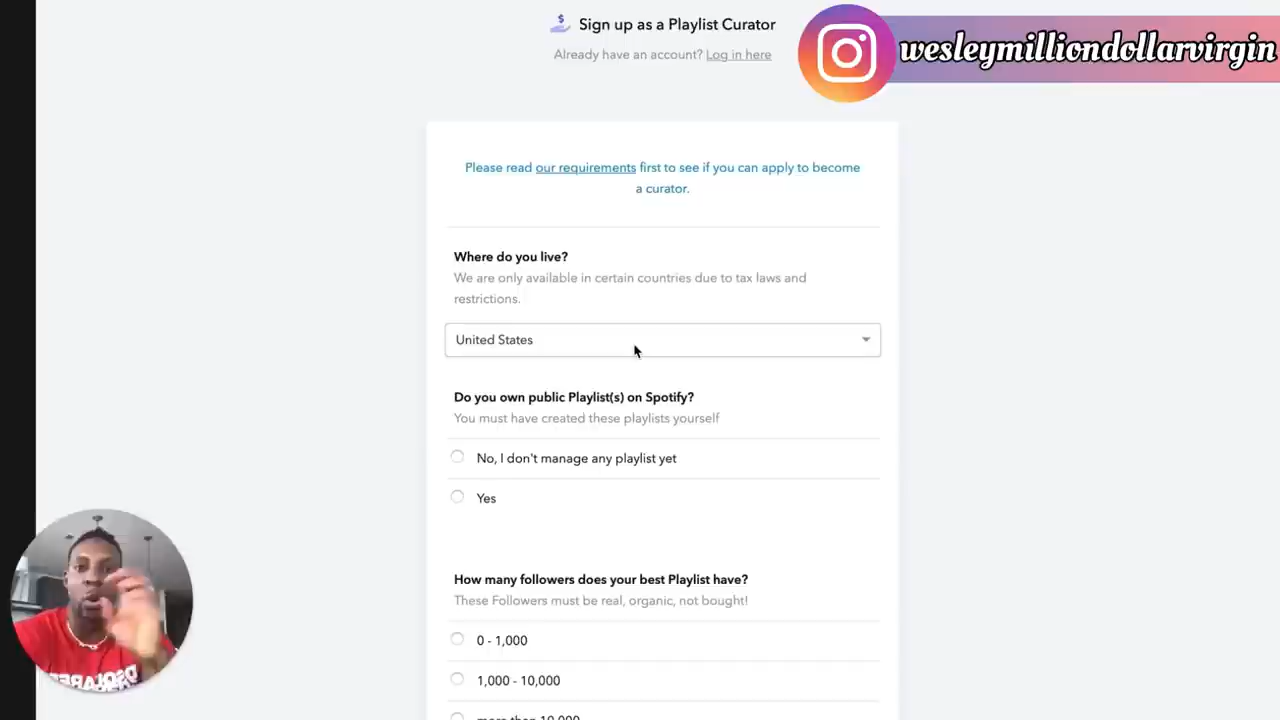 Sign up as a Playlist Curator
Already have an account? Log in here
wesleymilliondollarvirgin
Please read our requirements first to see if you can apply to become
a curator.
Where do you live?
We are only available in certain countries due to tax laws and
restrictions.
United States
Do you own public Playlist(s) on Spotify?
You must have created these playlists yourself
No, I don't manage any playlist yet
Yes
How many followers does your best Playlist have?
These Followers must be real, organic, not bought!
0 - 1,000
1,000 - 10,000
more than 10,000